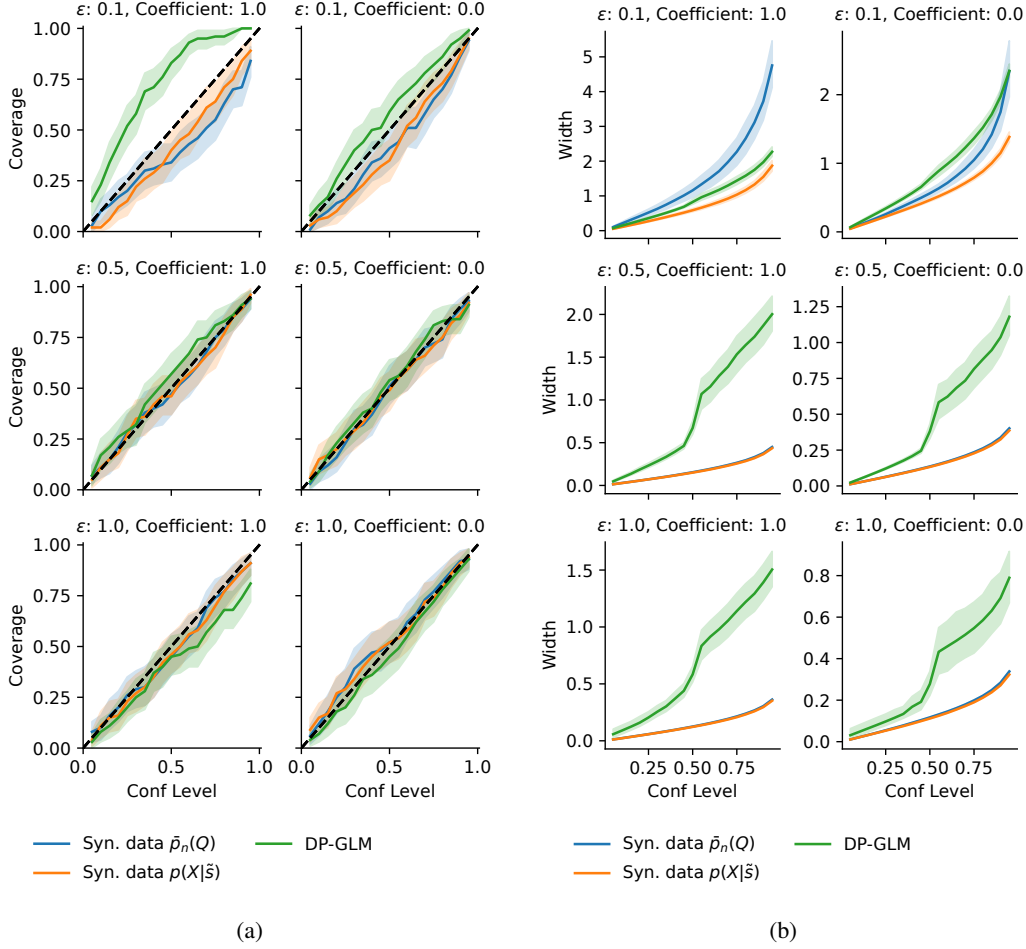 ε: 0.1, Coefficient: 1.0
ε: 0.1, Coefficient: 0.0
Coverage
1.00
0.75
0.50
0.25
0.00
ε: 0.5, Coefficient: 1.0
ε: 0.5, Coefficient: 0.0
Coverage
1.00
0.75
0.50
0.25
0.00
ε: 1.0, Coefficient: 1.0
ε: 1.0, Coefficient: 0.0
Coverage
1.00
0.75
0.50
0.25
0.00
0.0 0.5 1.0
0.0 0.5 1.0
Conf Level
Conf Level
Syn. data p̄ₙ(Q)
Syn. data p(X|s̃)
DP-GLM
(a)
ε: 0.1, Coefficient: 1.0
ε: 0.1, Coefficient: 0.0
Width
5
4
3
2
1
0
2
1
0
ε: 0.5, Coefficient: 1.0
ε: 0.5, Coefficient: 0.0
Width
2.0
1.5
1.0
0.5
0.0
1.25
1.00
0.75
0.50
0.25
0.00
ε: 1.0, Coefficient: 1.0
ε: 1.0, Coefficient: 0.0
Width
1.5
1.0
0.5
0.0
0.8
0.6
0.4
0.2
0.0
0.25 0.50 0.75
0.25 0.50 0.75
Conf Level
Conf Level
Syn. data p̄ₙ(Q)
Syn. data p(X|s̃)
DP-GLM
(b)